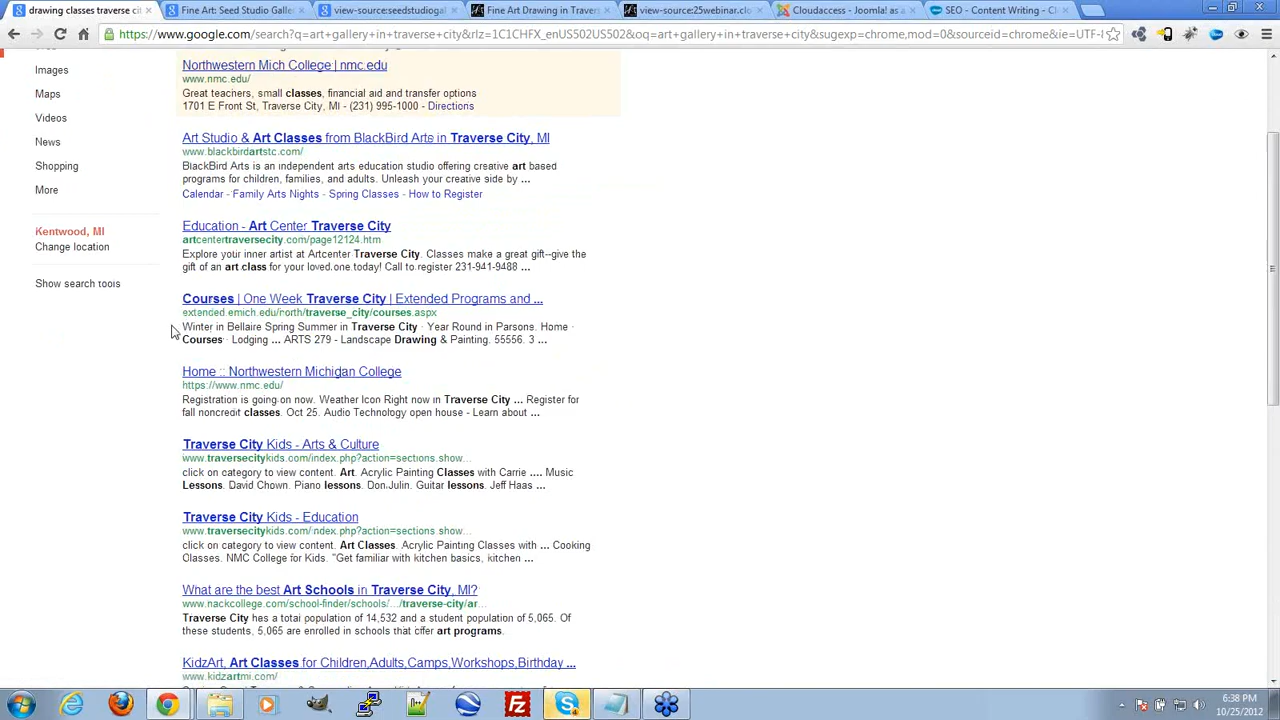 drawing classes traverse cit
Fine Art: Seed Studio Galle
view-source:seedstudiogal
Fine Art Drawing in Travers
view-source:25webinar.clo
Cloudaccess - Joomla! as a
SEO - Content Writing - Cl
https://www.google.com/search?q=art+gallery+in+traverse+city&rlz=1C1CHFX_enUS502US502&oq=art+gallery+in+traverse+city&sugexp=chrome,mod=0&sourceid=chrome&ie=UTF-
Images
Maps
Videos
News
Shopping
More
Kentwood, MI
Change location
Show search tools
Northwestern Mich College | nmc.edu
www.nmc.edu/
Great teachers, small classes, financial aid and transfer options
1701 E Front St, Traverse City, MI - (231) 995-1000 - Directions
Art Studio & Art Classes from BlackBird Arts in Traverse City, MI
www.blackbirdartstc.com/
BlackBird Arts is an independent arts education studio offering creative art based
programs for children, families, and adults. Unleash your creative side by ...
Calendar - Family Arts Nights - Spring Classes - How to Register
Education - Art Center Traverse City
artcentertraversecity.com/page12124.htm
Explore your inner artist at Artcenter Traverse City. Classes make a great gift--give the
gift of an art class for your loved one today! Call to register 231-941-9488 ...
Courses | One Week Traverse City | Extended Programs and ...
extended.emich.edu/north/traverse_city/courses.aspx
Winter in Bellaire Spring Summer in Traverse City · Year Round in Parsons. Home ·
Courses · Lodging ... ARTS 279 - Landscape Drawing & Painting. 55556. 3 ...
Home :: Northwestern Michigan College
https://www.nmc.edu/
Registration is going on now. Weather Icon Right now in Traverse City ... Register for
fall noncredit classes. Oct 25. Audio Technology open house - Learn about ...
Traverse City Kids - Arts & Culture
www.traversecitykids.com/index.php?action=sections.show...
click on category to view content. Art. Acrylic Painting Classes with Carrie .... Music
Lessons. David Chown. Piano lessons. Don Julin. Guitar lessons. Jeff Haas ...
Traverse City Kids - Education
www.traversecitykids.com/index.php?action=sections.show...
click on category to view content. Art Classes. Acrylic Painting Classes with ... Cooking
Classes. NMC College for Kids. "Get familiar with kitchen basics, kitchen ...
What are the best Art Schools in Traverse City, MI?
www.nackcollege.com/school-finder/schools/.../traverse-city/ar...
Traverse City has a total population of 14,532 and a student population of 5,065. Of
these students, 5,065 are enrolled in schools that offer art programs.
KidzArt, Art Classes for Children,Adults,Camps,Workshops,Birthday ...
www.kidzartmi.com/
6:38 PM
10/25/2012